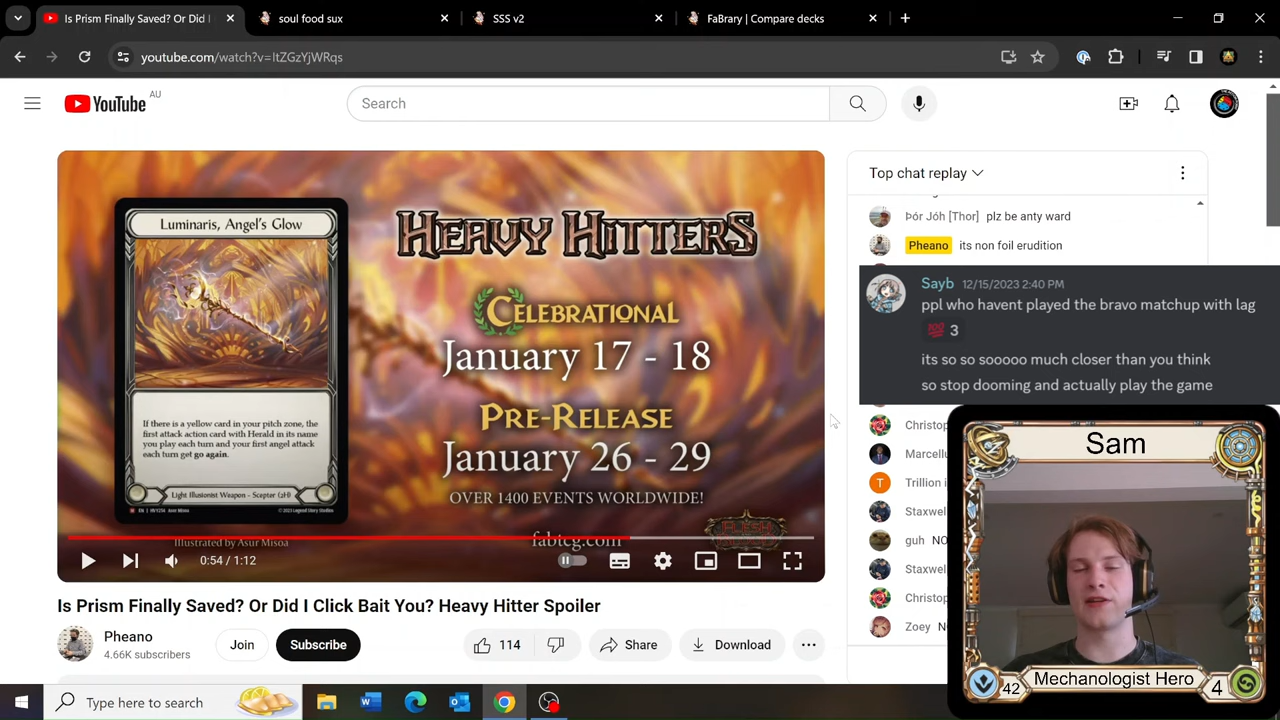 Is Prism Finally Saved? Or Did I
soul food sux
SSS v2
FaBrary | Compare decks
youtube.com/watch?v=ItZGzYjWRqs
YouTube AU
Search
Luminaris, Angel's Glow
If there is a yellow card in your pitch zone, the
first attack action card with Herald in its name
you play each turn and your first angel attack
each turn get go again.
Light Illusionist Weapon - Scepter (2H)
Illustrated by Asur Misoa
HEAVY HITTERS
CELEBRATIONAL
January 17 - 18
PRE-RELEASE
January 26 - 29
OVER 1400 EVENTS WORLDWIDE!
fabtcg.com
FLESH
0:54 / 1:12
Is Prism Finally Saved? Or Did I Click Bait You? Heavy Hitter Spoiler
Pheano
4.66K subscribers
Join
Subscribe
114
Share
Download
Top chat replay
Þór Jóh [Thor] plz be anty ward
Pheano its non foil erudition
Sayb 12/15/2023 2:40 PM
ppl who havent played the bravo matchup with lag
💯 3
its so so sooooo much closer than you think
so stop dooming and actually play the game
Christop
Marcellu
Trillion i
Staxwel
guh NO
Staxwel
Christop
Zoey N
Sam
42
Mechanologist Hero
4
Type here to search